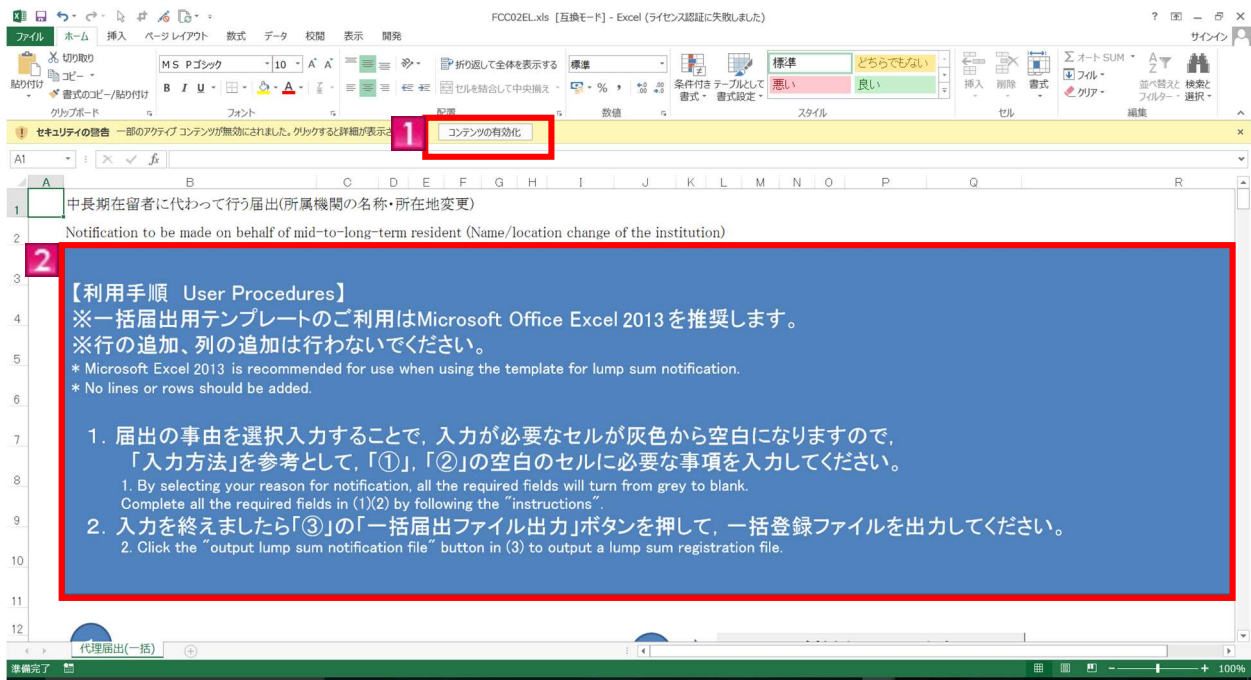 FCC02EL.xls [互換モード] - Excel (ライセンス認証に失敗しました)
ファイル ホーム 挿入 ページ レイアウト 数式 データ 校閲 表示 開発 サインイン
切り取り
コピー
書式のコピー/貼り付け
貼り付け
クリップボード
MS Pゴシック 10
B I U
フォント
折り返して全体を表示する
セルを結合して中央揃え
配置
標準
% ,
数値
条件付き書式
テーブルとして書式設定
標準 どちらでもない
悪い 良い
スタイル
挿入 削除 書式
セル
Σ オート SUM
フィル
クリア
並べ替えと フィルター
検索と 選択
編集
セキュリティの警告 一部のアクティブ コンテンツが無効にされました。クリックすると詳細が表示さ
1
コンテンツの有効化
A1 fx
A B C D E F G H I J K L M N O P Q R
1 中長期在留者に代わって行う届出(所属機関の名称・所在地変更)
2 Notification to be made on behalf of mid-to-long-term resident (Name/location change of the institution)
2
3
【利用手順 User Procedures】
4 ※一括届出用テンプレートのご利用はMicrosoft Office Excel 2013 を推奨します。
※行の追加、列の追加は行わないでください。
5 * Microsoft Excel 2013 is recommended for use when using the template for lump sum notification.
* No lines or rows should be added.
6
7 1. 届出の事由を選択入力することで, 入力が必要なセルが灰色から空白になりますので,
「入力方法」を参考として,「①」,「②」の空白のセルに必要な事項を入力してください。
8 1. By selecting your reason for notification, all the required fields will turn from grey to blank.
Complete all the required fields in (1)(2) by following the "instructions".
9 2. 入力を終えましたら「③」の「一括届出ファイル出力」ボタンを押して, 一括登録ファイルを出力してください。
2. Click the "output lump sum notification file" button in (3) to output a lump sum registration file.
10
11
12
代理届出(一括)
準備完了 100%